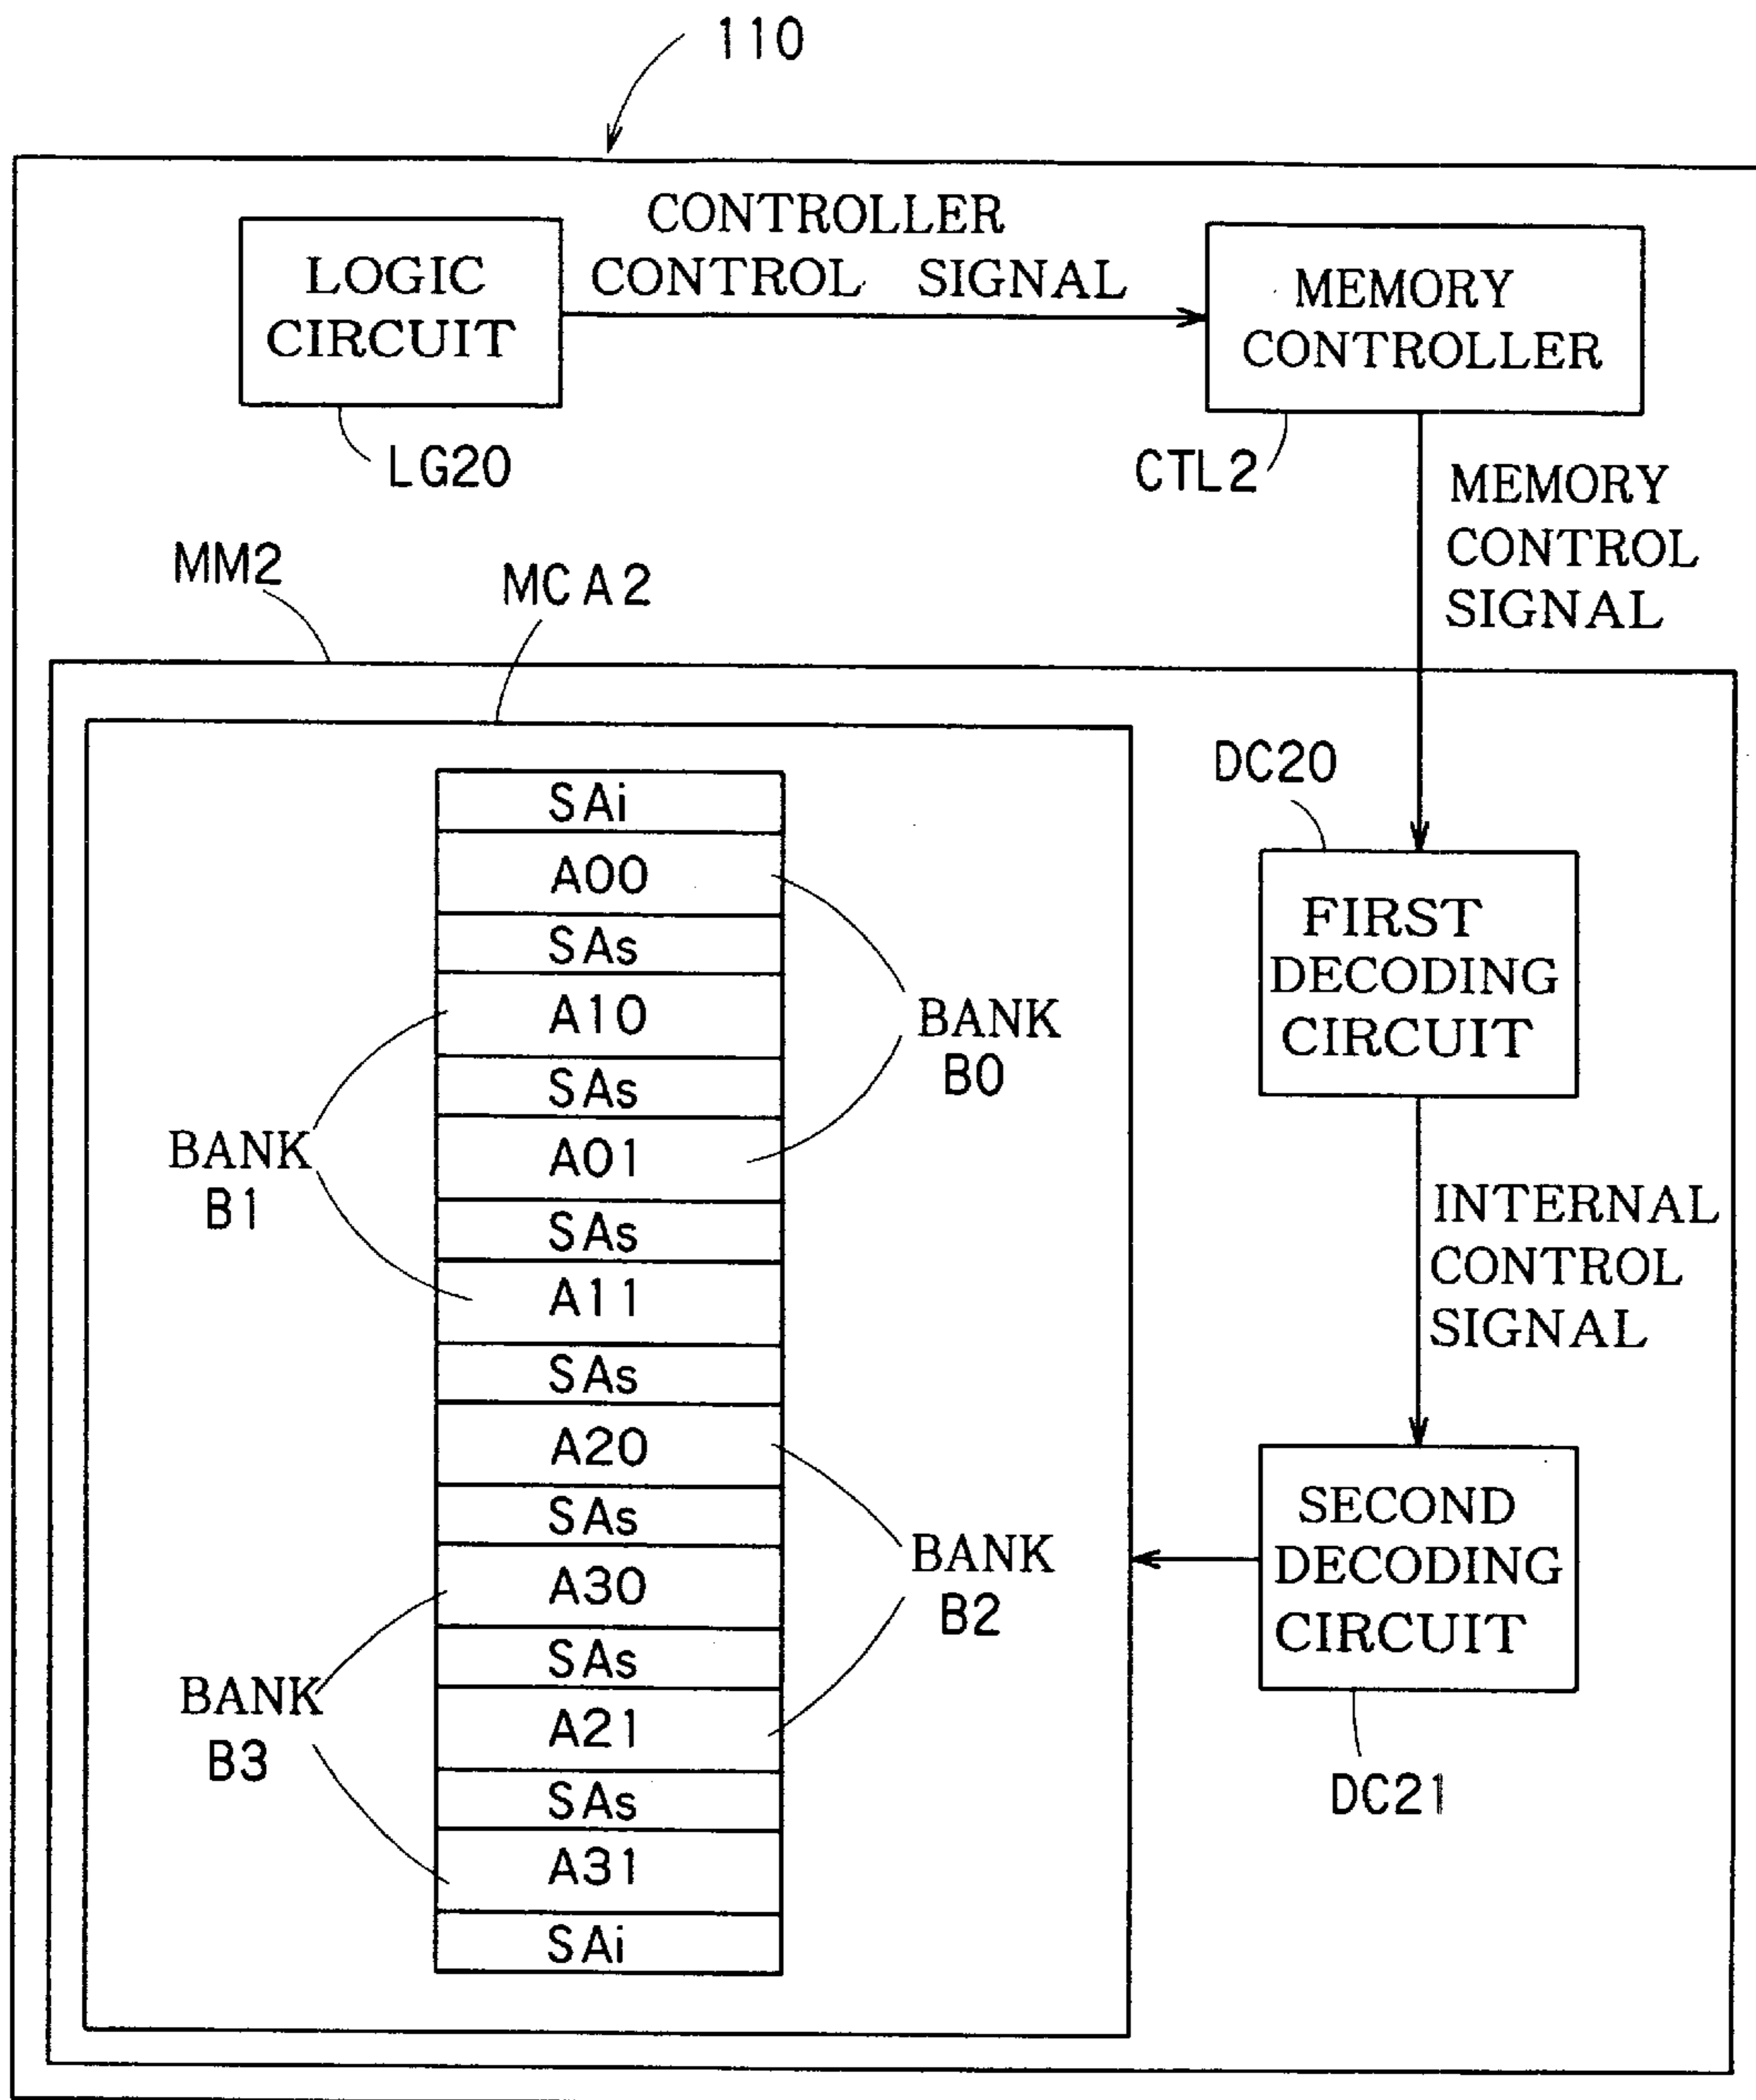 110
CONTROLLER
CONTROL SIGNAL
LOGIC
CIRCUIT
MEMORY
CONTROLLER
LG20
CTL2
MEMORY
CONTROL
SIGNAL
MM2
MCA2
DC20
SAi
A00
SAs
A10
SAs
A01
SAs
A11
SAs
A20
SAs
A30
SAs
A21
SAs
A31
SAi
BANK
B0
BANK
B1
BANK
B2
BANK
B3
FIRST
DECODING
CIRCUIT
INTERNAL
CONTROL
SIGNAL
SECOND
DECODING
CIRCUIT
DC21